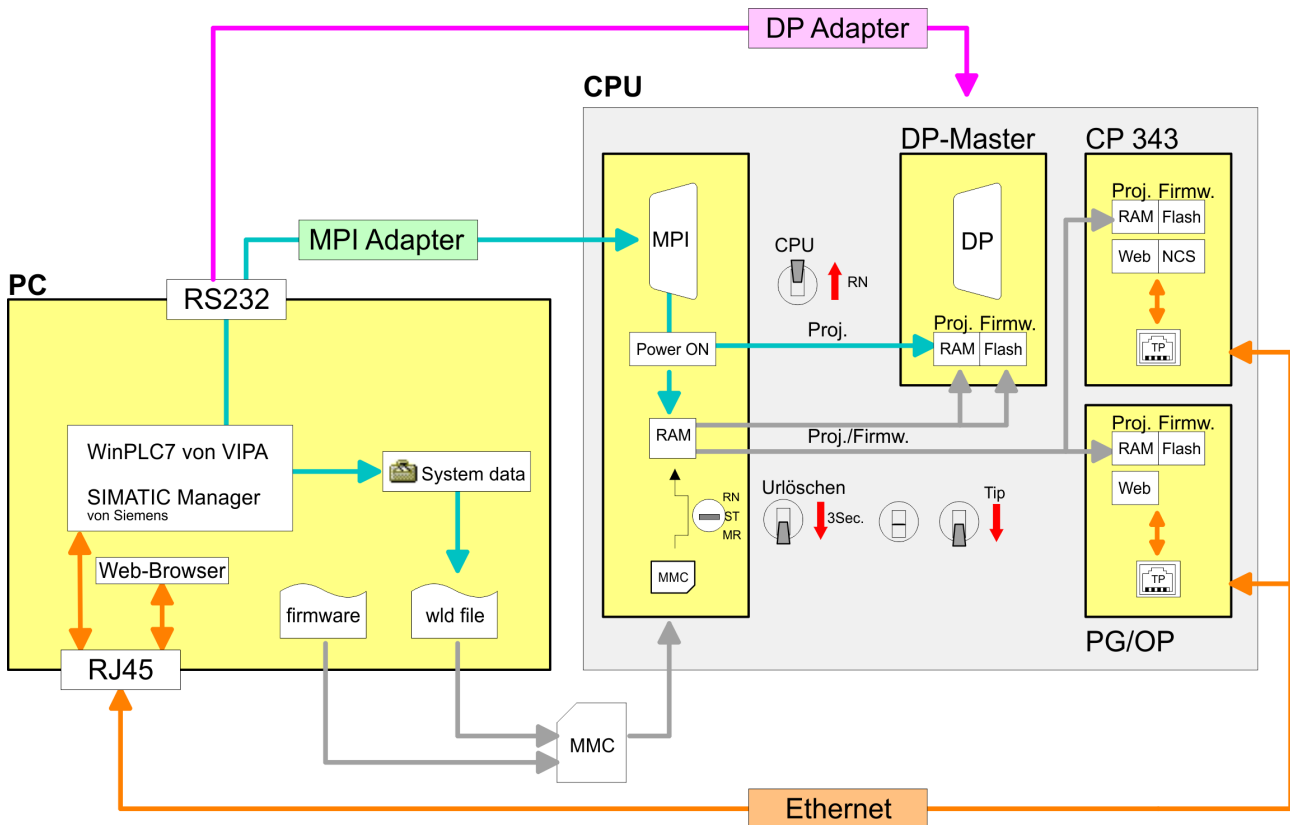 DP Adapter
CPU
DP-Master
CP 343
Proj. Firmw.
RAM Flash
Web NCS
TP
MPI
CPU
RN
DP
MPI Adapter
PC
RS232
Proj.
Proj. Firmw.
RAM Flash
Power ON
RAM
Proj./Firmw.
Proj. Firmw.
RAM Flash
Web
TP
PG/OP
WinPLC7 von VIPA
SIMATIC Manager
von Siemens
System data
RN
ST
MR
Urlöschen
3Sec.
Tip
MMC
Web-Browser
firmware
wld file
RJ45
MMC
Ethernet